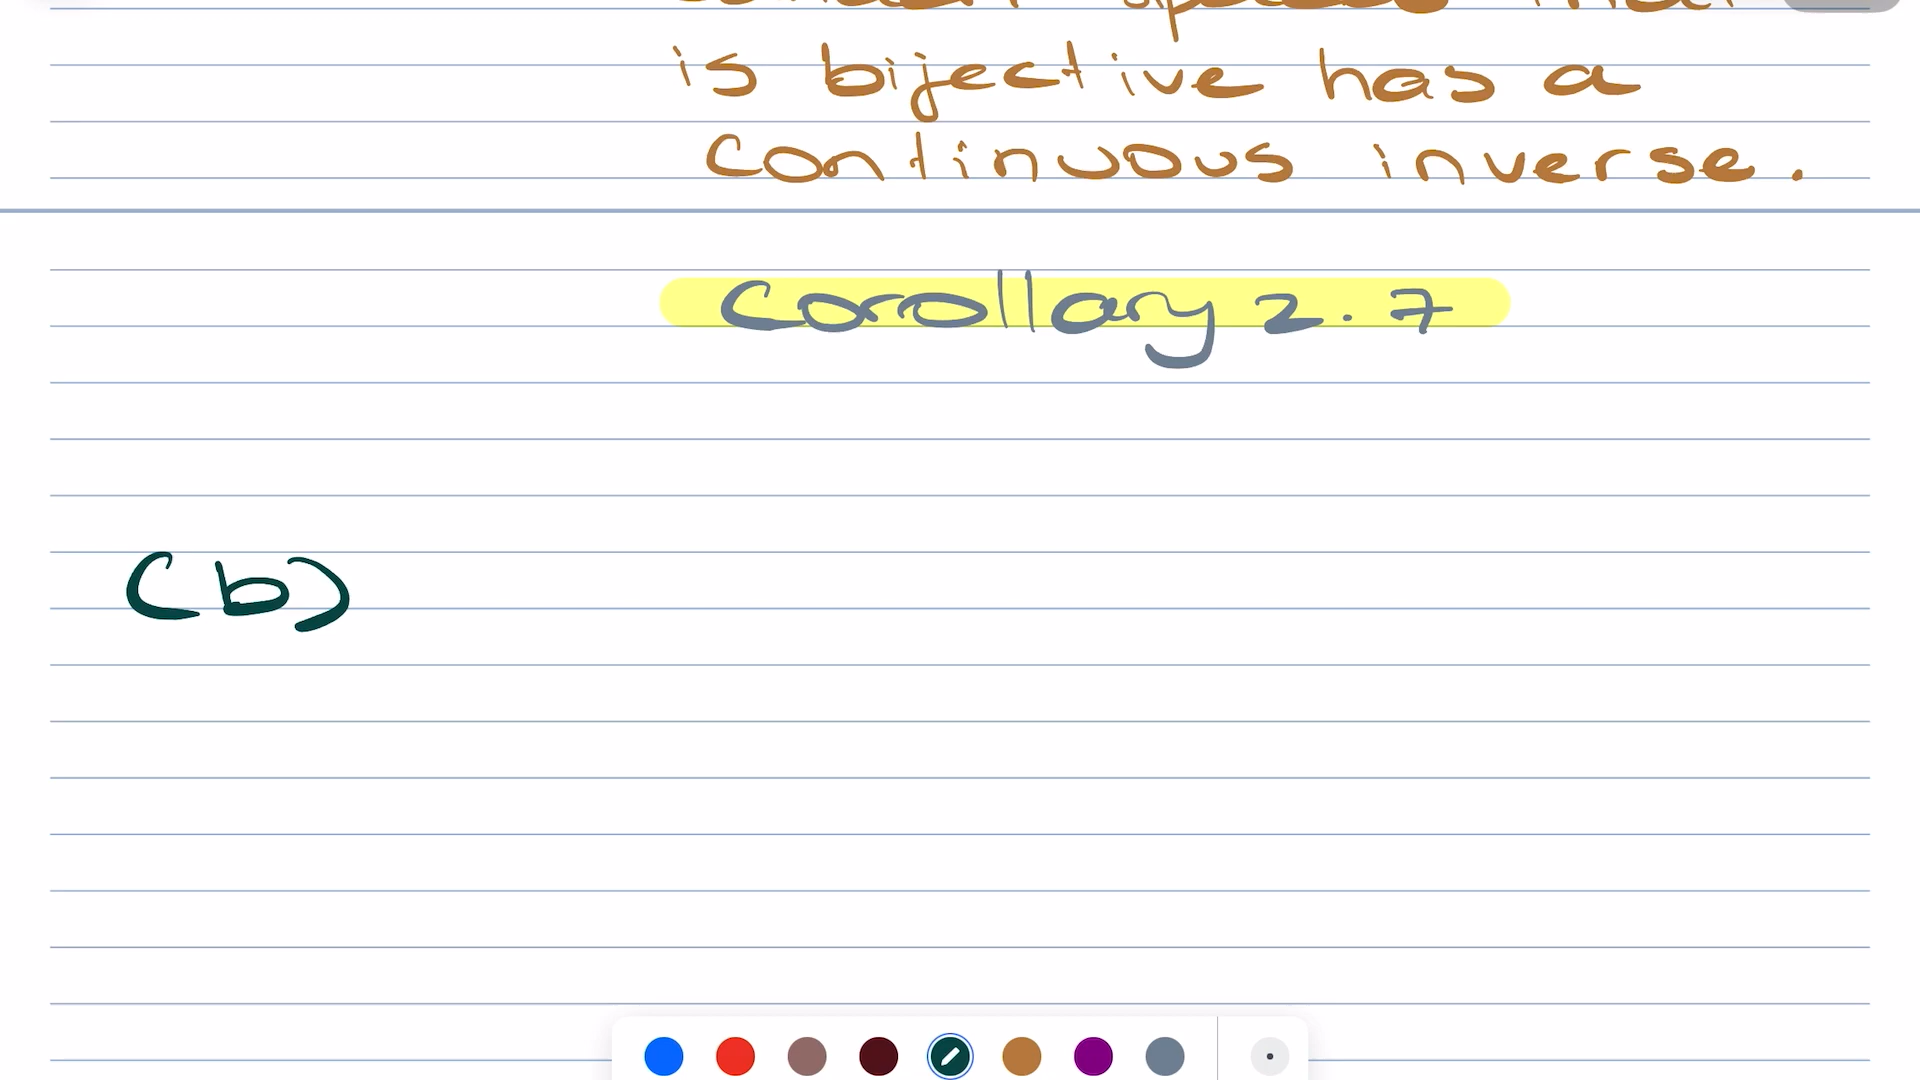 is bijective has a
continuous inverse.
Corollary 2.7
(b)